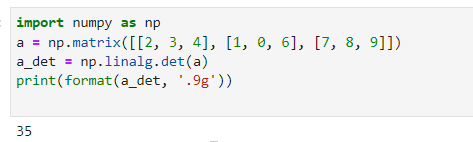 import numpy as np
a = np.matrix([[2, 3, 4], [1, 0, 6], [7, 8, 9]])
a_det = np.linalg.det(a)
print(format(a_det, '.9g'))
35